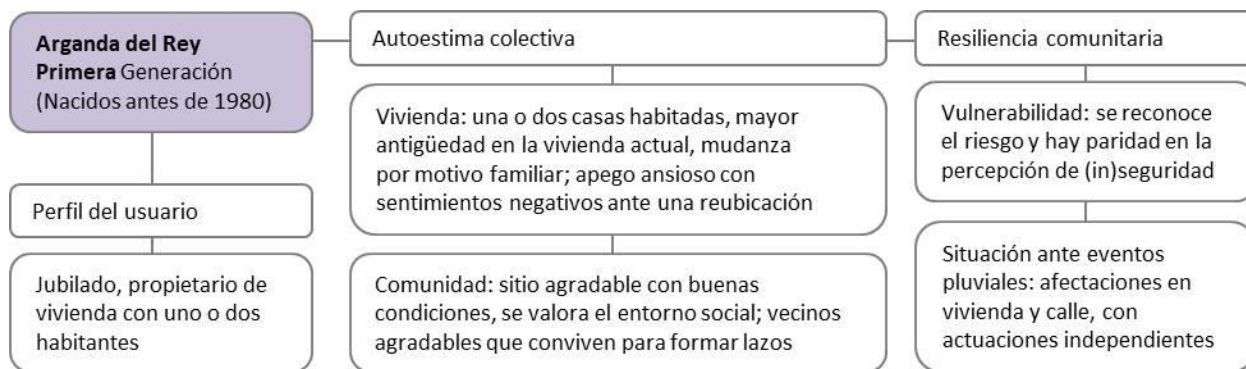 Arganda del Rey
Primera Generación
(Nacidos antes de 1980)
Perfil del usuario
Jubilado, propietario de
vivienda con uno o dos
habitantes
Autoestima colectiva
Vivienda: una o dos casas habitadas, mayor
antigüedad en la vivienda actual, mudanza
por motivo familiar; apego ansioso con
sentimientos negativos ante una reubicación
Comunidad: sitio agradable con buenas
condiciones, se valora el entorno social; vecinos
agradables que conviven para formar lazos
Resiliencia comunitaria
Vulnerabilidad: se reconoce
el riesgo y hay paridad en la
percepción de (in)seguridad
Situación ante eventos
pluviales: afectaciones en
vivienda y calle, con
actuaciones independientes